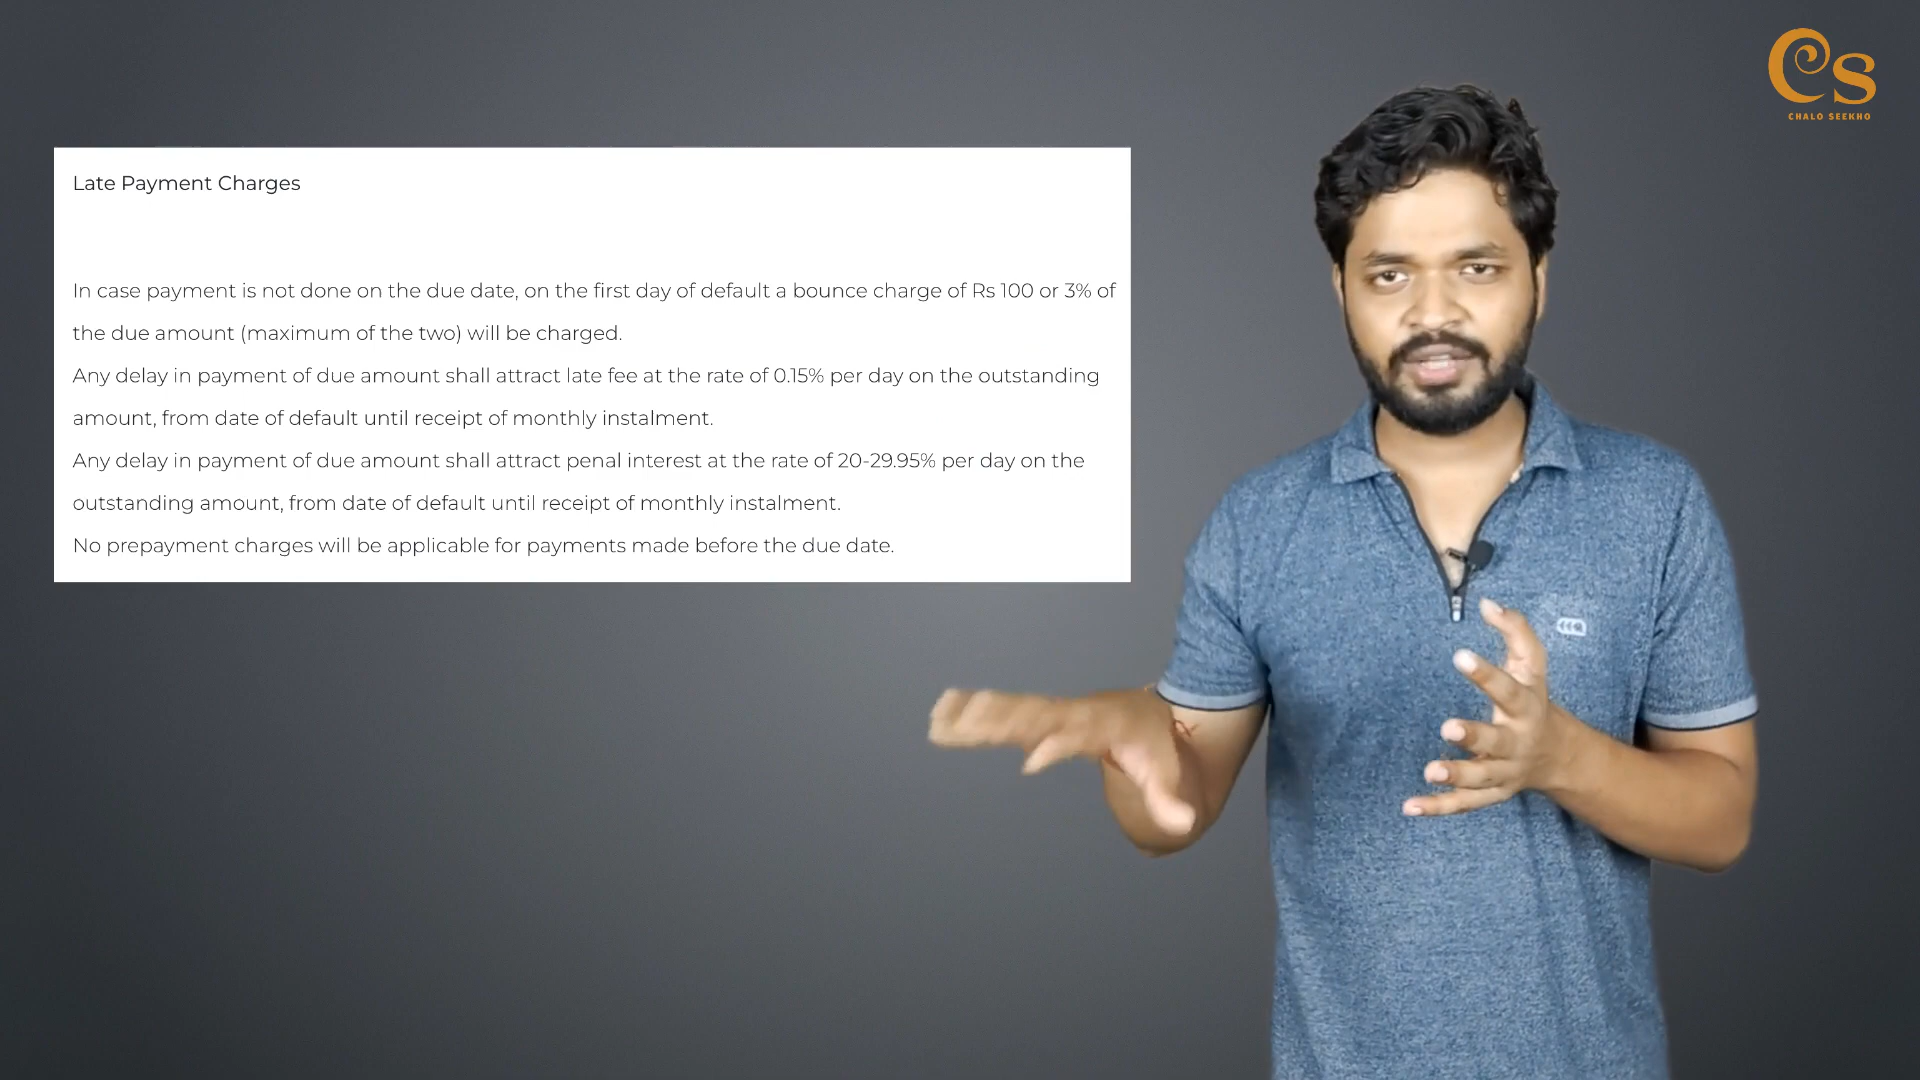 CS
CHALO SEEKHO
Late Payment Charges
In case payment is not done on the due date, on the first day of default a bounce charge of Rs 100 or 3% of
the due amount (maximum of the two) will be charged.
Any delay in payment of due amount shall attract late fee at the rate of 0.15% per day on the outstanding
amount, from date of default until receipt of monthly instalment.
Any delay in payment of due amount shall attract penal interest at the rate of 20-29.95% per day on the
outstanding amount, from date of default until receipt of monthly instalment.
No prepayment charges will be applicable for payments made before the due date.